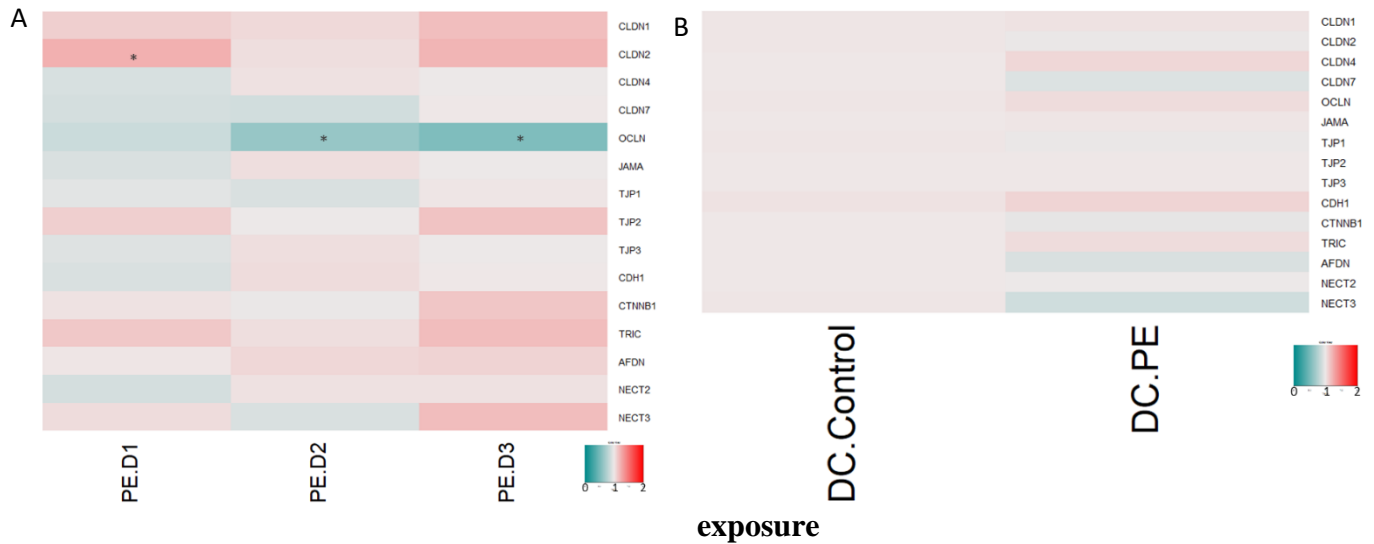 A
CLDN1
CLDN2
*
CLDN4
CLDN7
OCLN
* *
JAMA
TJP1
TJP2
TJP3
CDH1
CTNNB1
TRIC
AFDN
NECT2
NECT3
PE.D1
PE.D2
PE.D3
0 1 2
B
CLDN1
CLDN2
CLDN4
CLDN7
OCLN
JAMA
TJP1
TJP2
TJP3
CDH1
CTNNB1
TRIC
AFDN
NECT2
NECT3
DC.Control
DC.PE
0 1 2
exposure